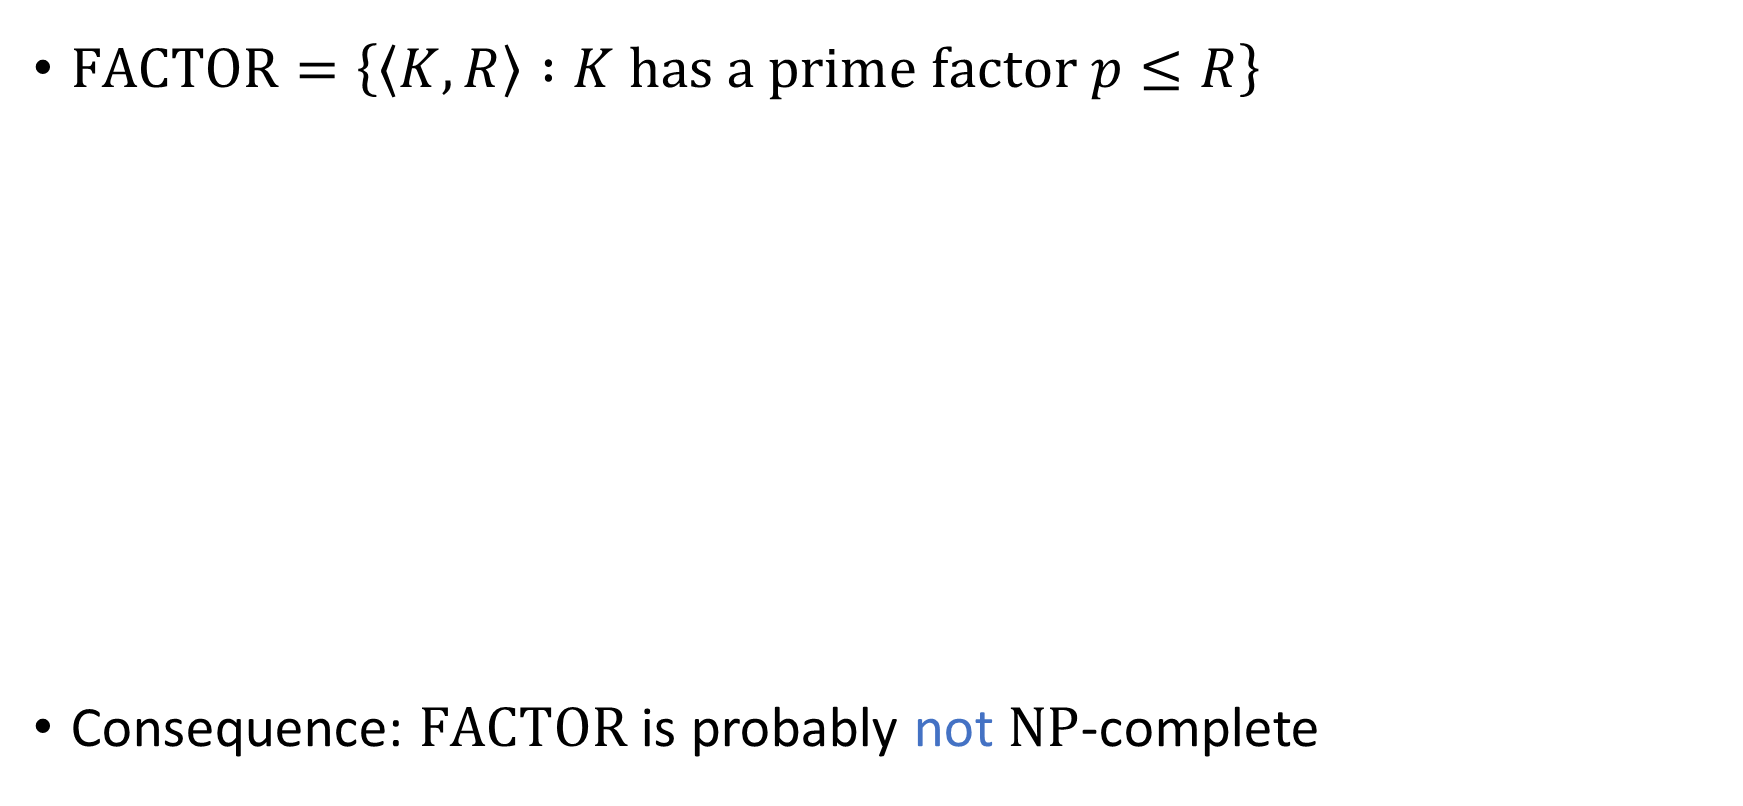 • FACTOR = {⟨K, R⟩ : K has a prime factor p ≤ R}
• Consequence: FACTOR is probably not NP-complete